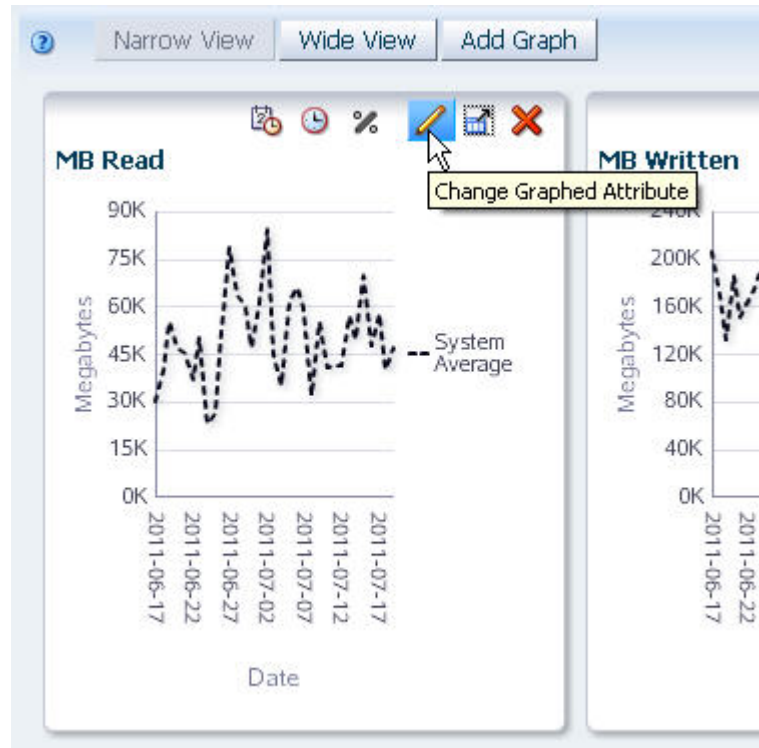 Narrow View
Wide View
Add Graph
MB Read
Change Graphed Attribute
90K
75K
60K
45K
30K
15K
0K
Megabytes
System
Average
2011-06-17
2011-06-22
2011-06-27
2011-07-02
2011-07-07
2011-07-12
2011-07-17
Date
MB Written
240K
200K
160K
120K
80K
40K
0K
Megabytes
2011-06-17
2011-06-22